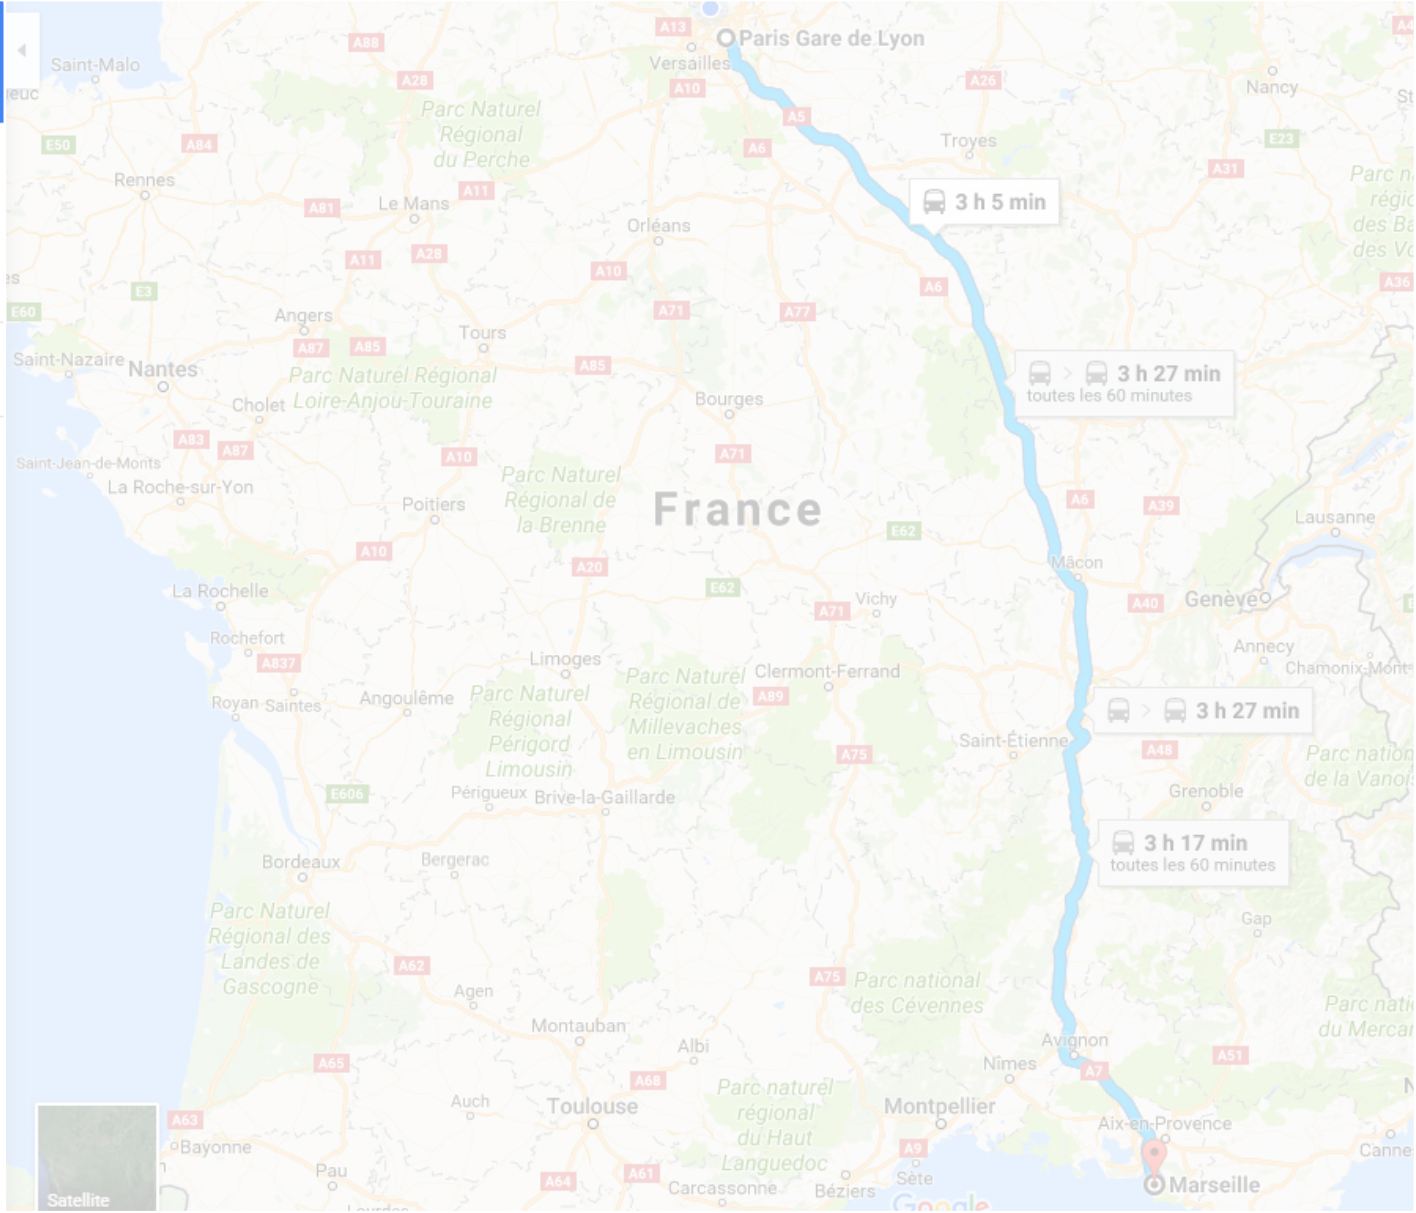 A13
Paris Gare de Lyon
A88
Saint-Malo
Versailles
A28
A10
A26
Nancy
Parc Naturel
Régional
du Perche
A5
E50
A84
A6
Troyes
E23
A31
Rennes
A11
Le Mans
A81
3 h 5 min
Orléans
A11
A28
A10
A6
A36
E3
E60
Angers
A71
A77
Tours
A87
A85
Saint-Nazaire
Nantes
A85
Parc Naturel Régional
Loire-Anjou-Touraine
3 h 27 min
toutes les 60 minutes
Cholet
Bourges
A83
A87
A10
A71
Saint-Jean-de-Monts
La Roche-sur-Yon
Parc Naturel
Régional de
la Brenne
Poitiers
France
A6
A39
Lausanne
E62
A10
A20
Mâcon
E62
La Rochelle
A71
Vichy
A40
Genève
Rochefort
A837
Limoges
Clermont-Ferrand
Annecy
Chamonix-Mont-
Royan
Saintes
Angoulême
Parc Naturel
Régional
Périgord
Limousin
Parc Naturel
Régional de
Millevaches
en Limousin
A89
3 h 27 min
Saint-Étienne
A75
A48
Parc nation
de la Vanois
E606
Périgueux
Brive-la-Gaillarde
Grenoble
Bordeaux
Bergerac
3 h 17 min
toutes les 60 minutes
Parc Naturel
Régional des
Landes de
Gascogne
Gap
A62
Agen
A75
Parc national
des Cévennes
Parc nati
du Mercan
Montauban
Albi
Avignon
A65
Nîmes
A7
A51
A68
Parc naturel
régional
du Haut
Languedoc
Auch
Toulouse
Montpellier
A63
Bayonne
Aix-en-Provence
Cannes
A9
Pau
A64
A61
Carcassonne
Béziers
Sète
Marseille
Satellite
Google